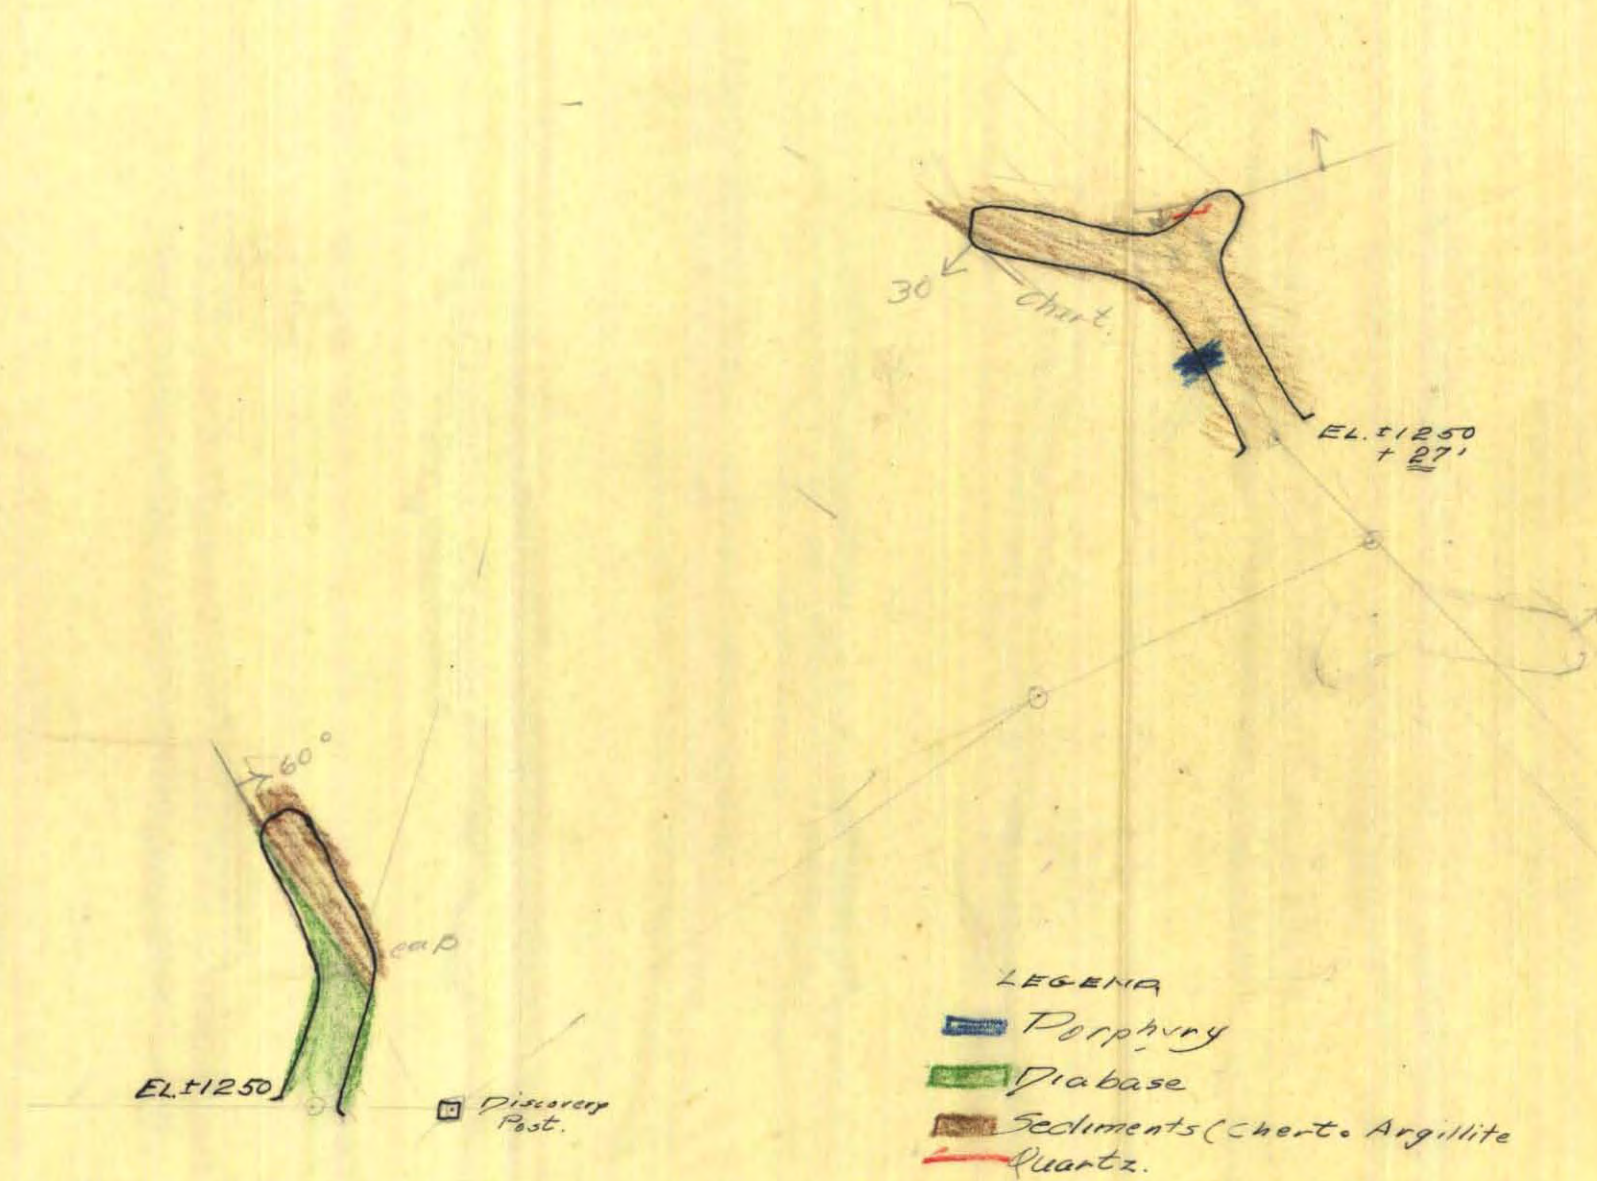 30
Chert.
EL. ±1250
+ 27'
60°
cap
EL. ±1250
Discovery
Post.
LEGEND
Porphyry
Diabase
Sediments (Chert. Argillite
Quartz.